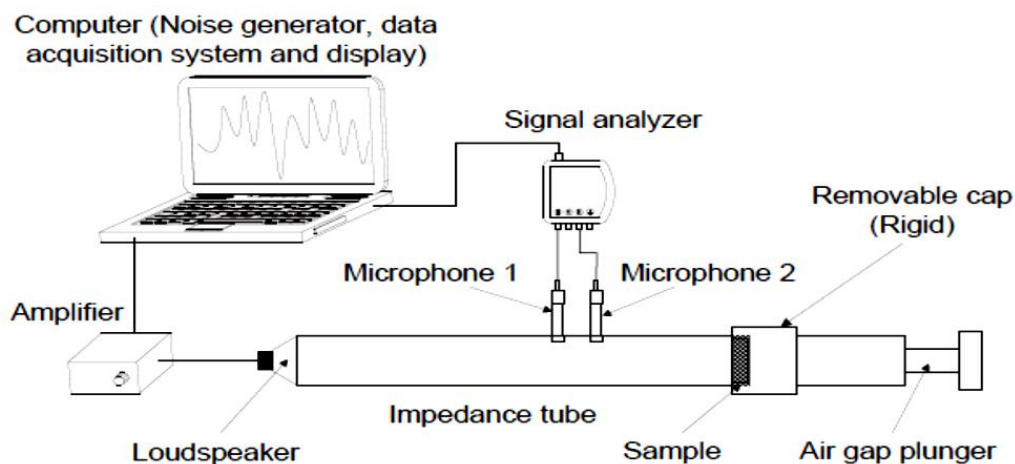 Computer (Noise generator, data
acquisition system and display)
Signal analyzer
Removable cap
(Rigid)
Microphone 1
Microphone 2
Amplifier
Impedance tube
Loudspeaker
Sample
Air gap plunger